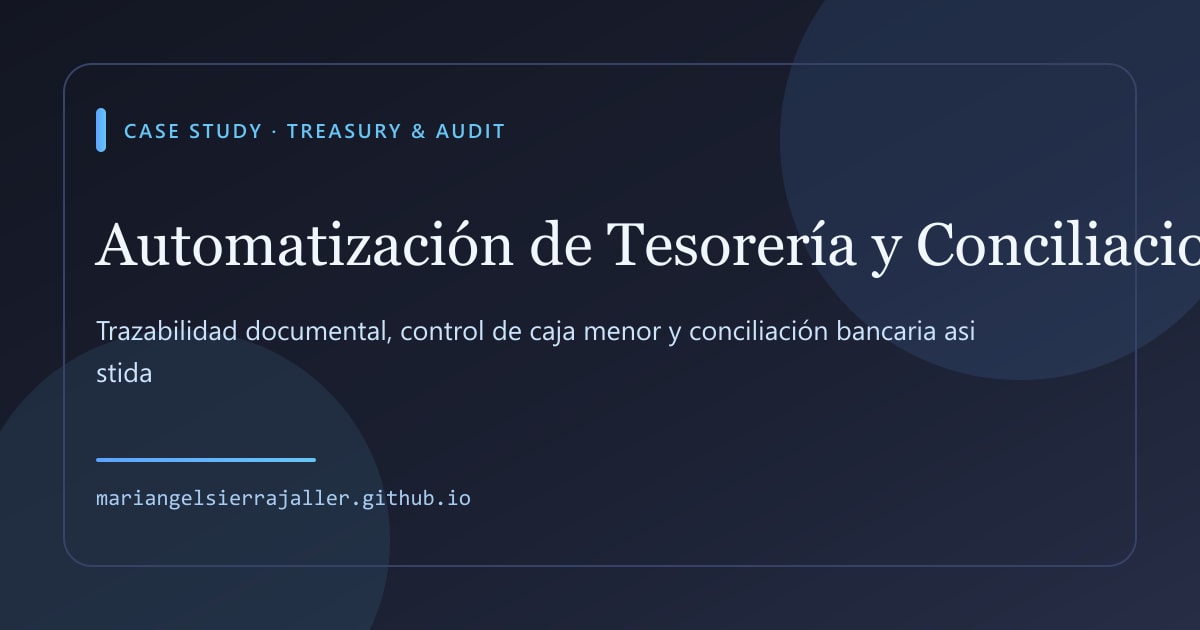 CASE STUDY · TREASURY & AUDIT
Automatización de Tesorería y Conciliacio
Trazabilidad documental, control de caja menor y conciliación bancaria asi
stida
mariangelsierrajaller.github.io